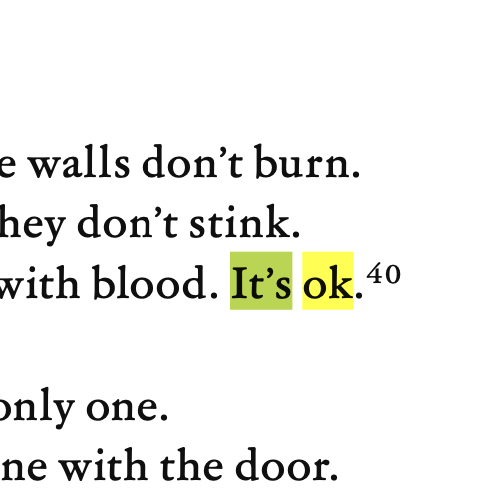 e walls don’t burn.
hey don’t stink.
with blood. It’s ok.⁴⁰
only one.
ne with the door.